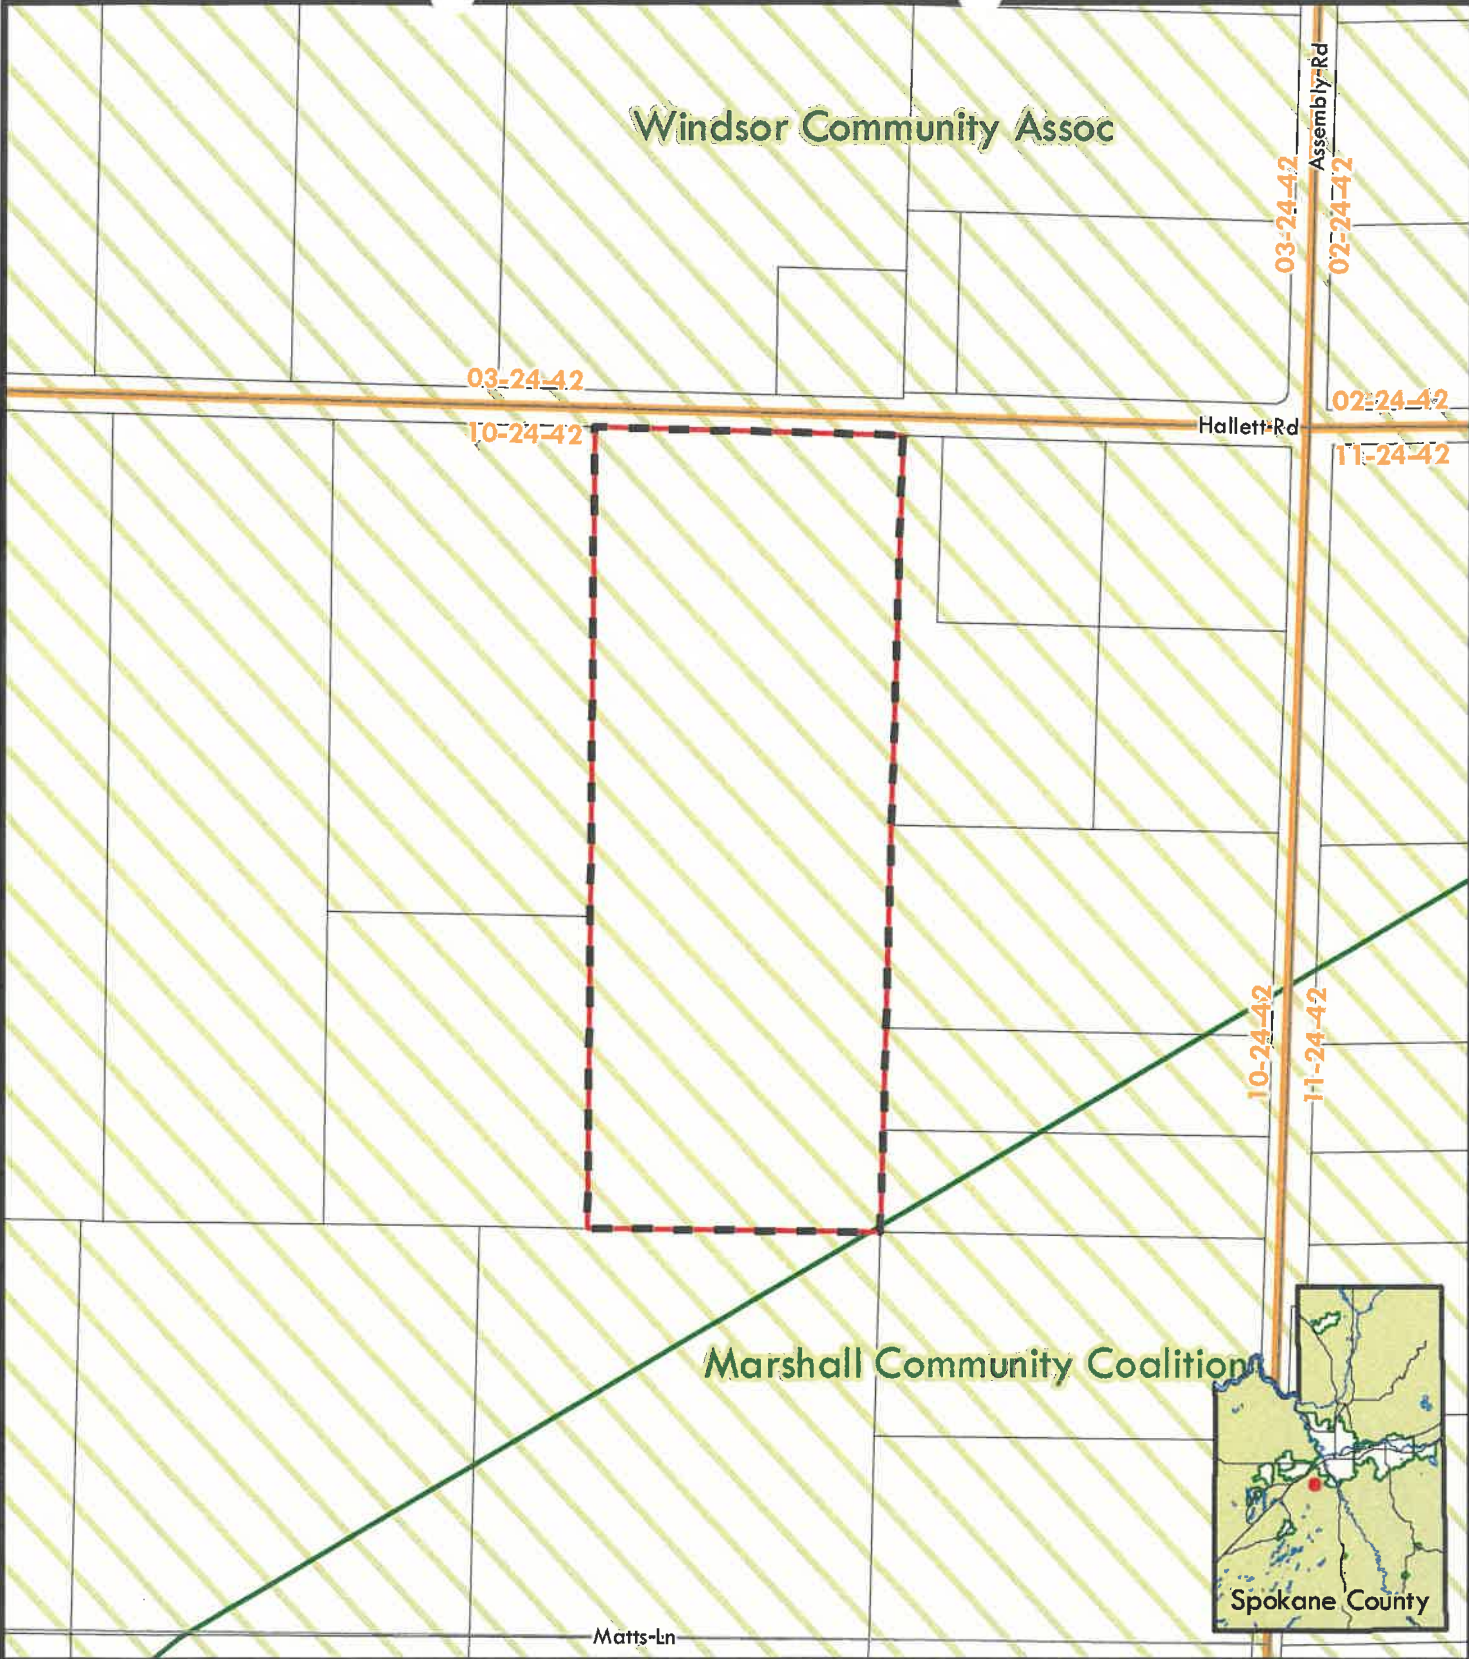 Windsor Community Assoc
Assembly Rd
03-24-42
02-24-42
03-24-42
02-24-42
10-24-42
Hallett Rd
11-24-42
10-24-42
11-24-42
Marshall Community Coalition
Spokane County
Matts Ln